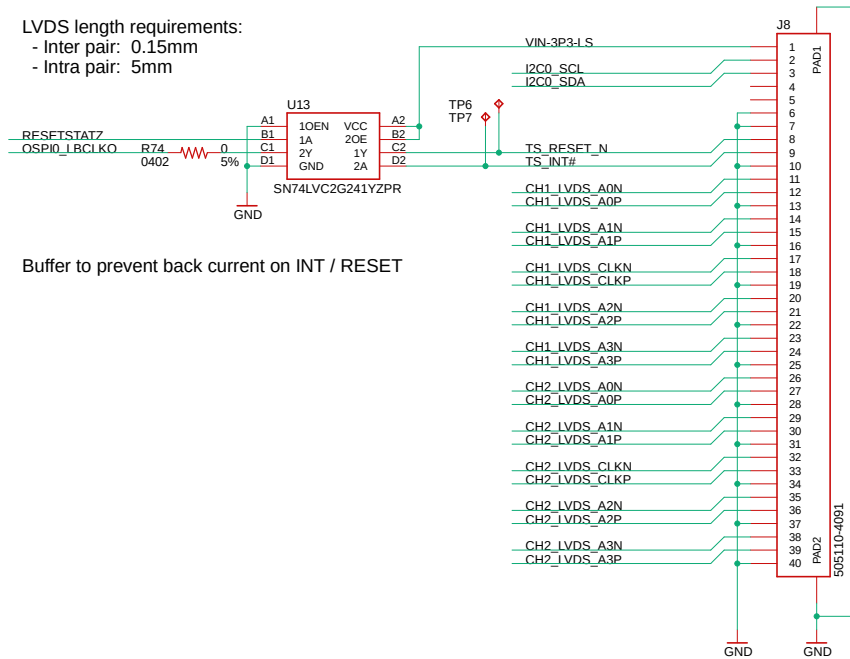 LVDS length requirements:
- Inter pair: 0.15mm
- Intra pair: 5mm
RESETSTATZ
OSPI0_LBCLKO
R74
0402
0
5%
U13
A1
B1
C1
D1
1OEN
1A
2Y
GND
VCC
2OE
1Y
2A
A2
B2
C2
D2
SN74LVC2G241YZPR
GND
TP6
TP7
Buffer to prevent back current on INT / RESET
VIN-3P3-LS
I2C0_SCL
I2C0_SDA
TS_RESET_N
TS_INT#
CH1_LVDS_A0N
CH1_LVDS_A0P
CH1_LVDS_A1N
CH1_LVDS_A1P
CH1_LVDS_CLKN
CH1_LVDS_CLKP
CH1_LVDS_A2N
CH1_LVDS_A2P
CH1_LVDS_A3N
CH1_LVDS_A3P
CH2_LVDS_A0N
CH2_LVDS_A0P
CH2_LVDS_A1N
CH2_LVDS_A1P
CH2_LVDS_CLKN
CH2_LVDS_CLKP
CH2_LVDS_A2N
CH2_LVDS_A2P
CH2_LVDS_A3N
CH2_LVDS_A3P
J8
1
2
3
4
5
6
7
8
9
10
11
12
13
14
15
16
17
18
19
20
21
22
23
24
25
26
27
28
29
30
31
32
33
34
35
36
37
38
39
40
PAD1
PAD2
505110-4091
GND
GND